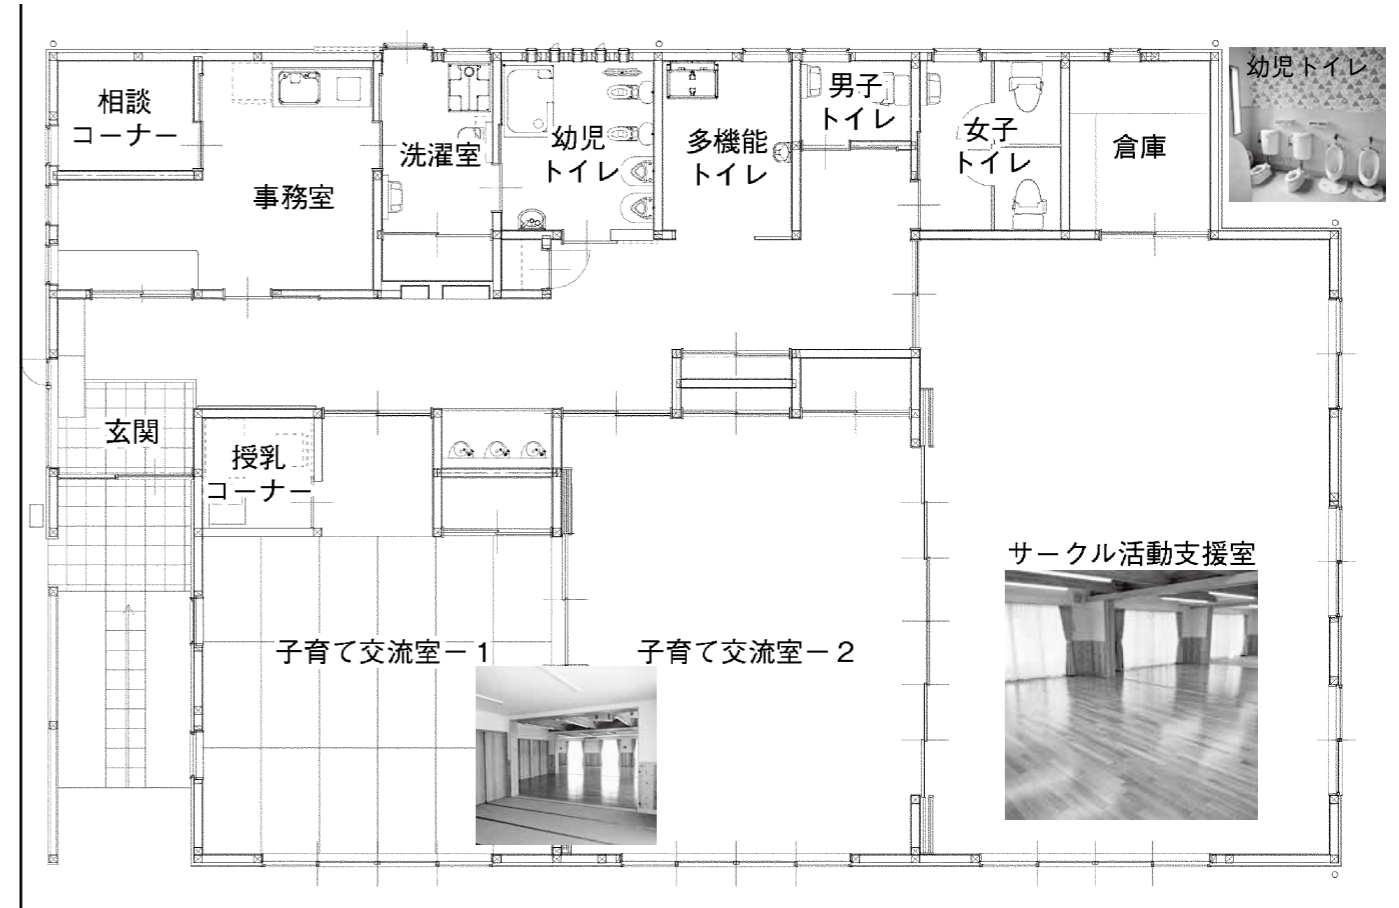 相談
コーナー
事務室
洗濯室
幼児
トイレ
多機能
トイレ
男子
トイレ
女子
トイレ
倉庫
幼児トイレ
玄関
授乳
コーナー
サークル活動支援室
子育て交流室－１
子育て交流室－２